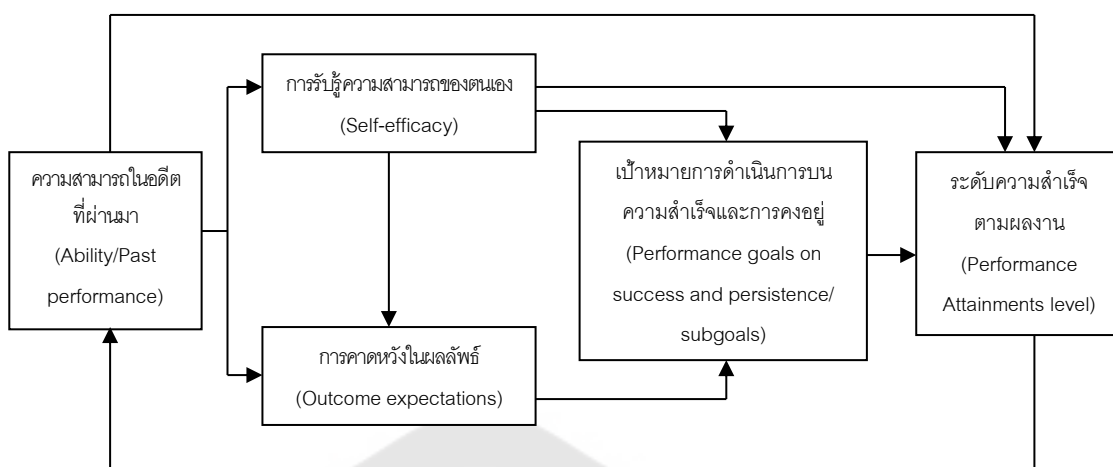 การรับรู้ความสามารถของตนเอง
(Self-efficacy)
ความสามารถในอดีต
ที่ผ่านมา
(Ability/Past
performance)
เป้าหมายการดำเนินการบน
ความสำเร็จและการคงอยู่
(Performance goals on
success and persistence/
subgoals)
ระดับความสำเร็จ
ตามผลงาน
(Performance
Attainments level)
การคาดหวังในผลลัพธ์
(Outcome expectations)